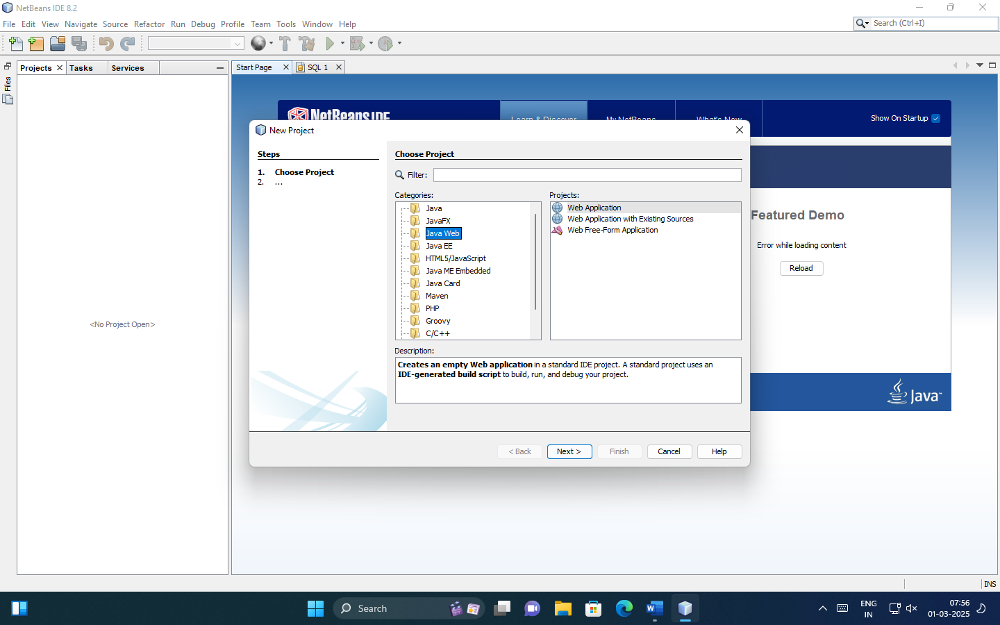 NetBeans IDE 8.2
File Edit View Navigate Source Refactor Run Debug Profile Team Tools Window Help
Search (Ctrl+I)
Projects Tasks Services
Start Page SQL 1
Files
<No Project Open>
NetBeans IDE
Learn & Discover My NetBeans What's New
Show On Startup
New Project
Steps
1. Choose Project
2. ...
Choose Project
Filter:
Categories:
Java
JavaFX
Java Web
Java EE
HTML5/JavaScript
Java ME Embedded
Java Card
Maven
PHP
Groovy
C/C++
Projects:
Web Application
Web Application with Existing Sources
Web Free-Form Application
Description:
Creates an empty Web application in a standard IDE project. A standard project uses an
IDE-generated build script to build, run, and debug your project.
< Back Next > Finish Cancel Help
Featured Demo
Error while loading content
Reload
Java™
INS
Search
ENG
IN
07:56
01-03-2025